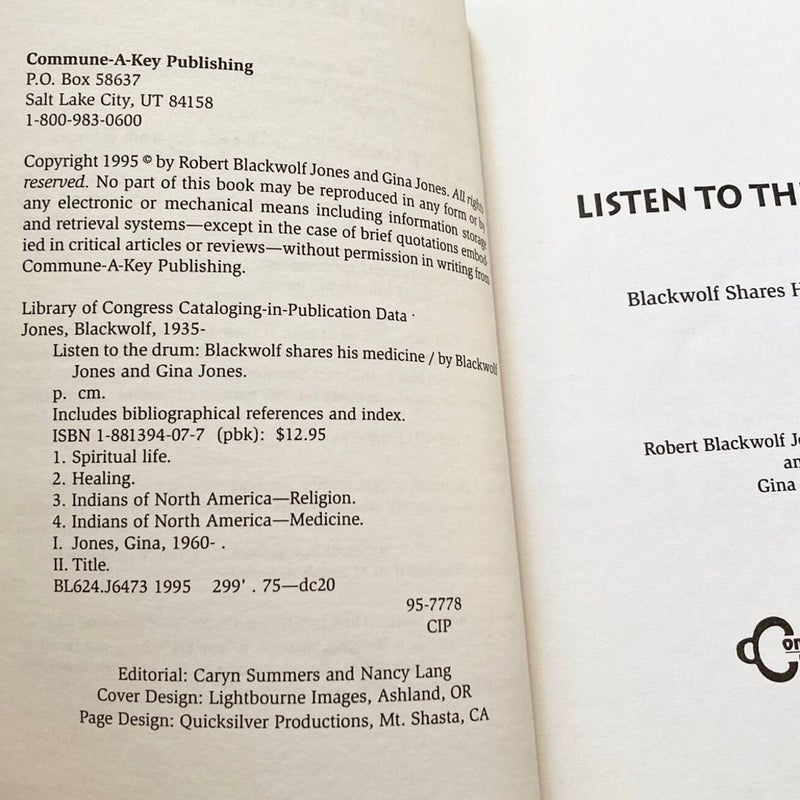 Commune-A-Key Publishing
P.O. Box 58637
Salt Lake City, UT 84158
1-800-983-0600
Copyright 1995 © by Robert Blackwolf Jones and Gina Jones. All rights
reserved. No part of this book may be reproduced in any form or by
any electronic or mechanical means including information storage
and retrieval systems—except in the case of brief quotations embod-
ied in critical articles or reviews—without permission in writing from
Commune-A-Key Publishing.
Library of Congress Cataloging-in-Publication Data ·
Jones, Blackwolf, 1935-
Listen to the drum: Blackwolf shares his medicine / by Blackwolf
Jones and Gina Jones.
p. cm.
Includes bibliographical references and index.
ISBN 1-881394-07-7 (pbk): $12.95
1. Spiritual life.
2. Healing.
3. Indians of North America—Religion.
4. Indians of North America—Medicine.
I. Jones, Gina, 1960- .
II. Title.
BL624.J6473 1995 299' . 75—dc20
95-7778
CIP
Editorial: Caryn Summers and Nancy Lang
Cover Design: Lightbourne Images, Ashland, OR
Page Design: Quicksilver Productions, Mt. Shasta, CA
LISTEN TO TH
Blackwolf Shares H
Robert Blackwolf J
an
Gina